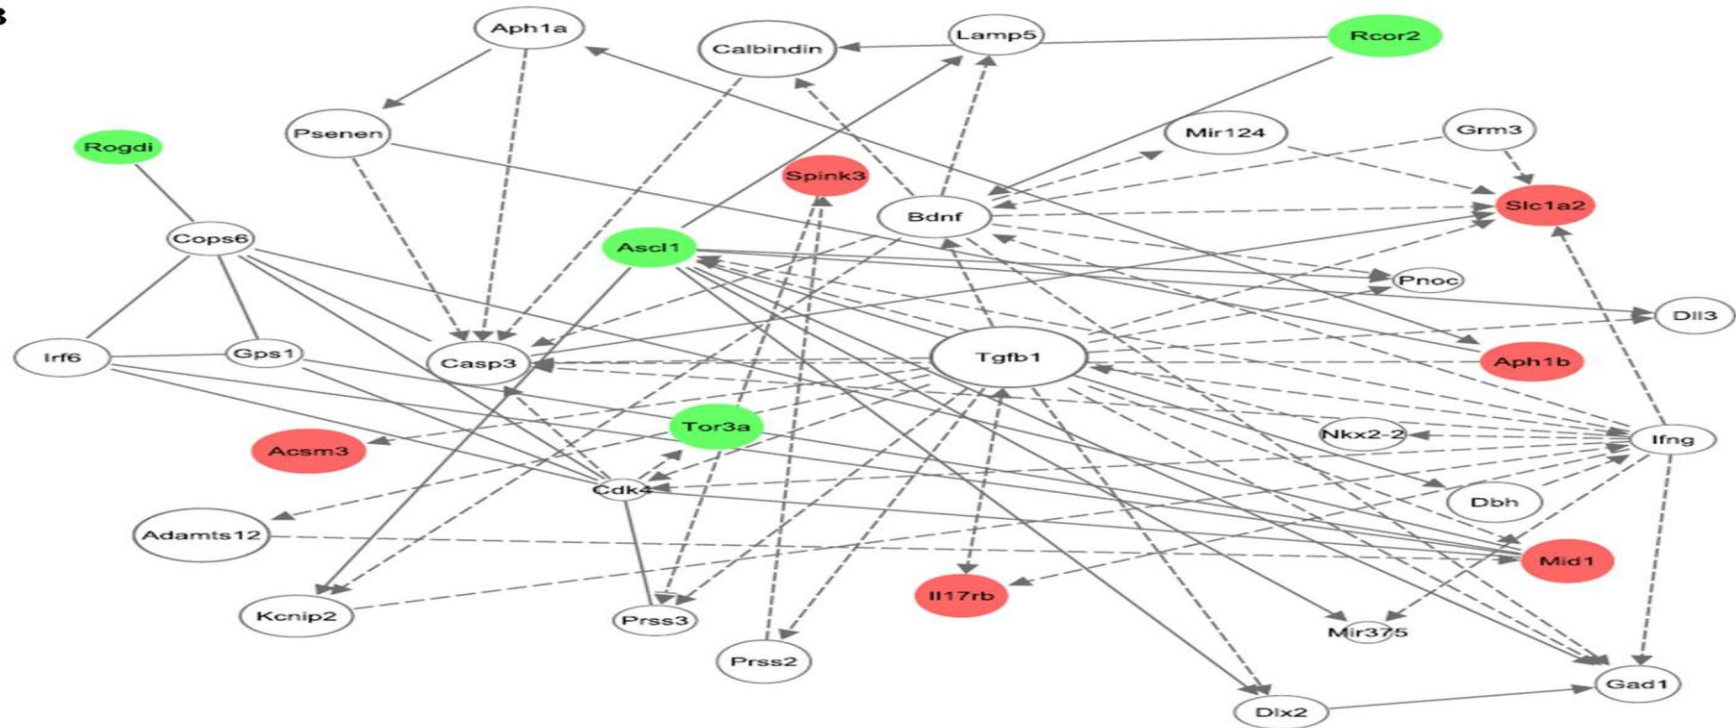 B
Aph1a
Calbindin
Lamp5
Rcor2
Psenen
Mir124
Grm3
Rogdi
Spink3
Slc1a2
Bdnf
Cops6
Ascl1
Pnoc
Dll3
Irf6
Gps1
Casp3
Tgfb1
Aph1b
Acsm3
Tor3a
Nkx2-2
Ifng
Cdk4
Dbh
Adamts12
Mid1
Kcnip2
Prss3
Il17rb
Mir375
Prss2
Gad1
Dlx2